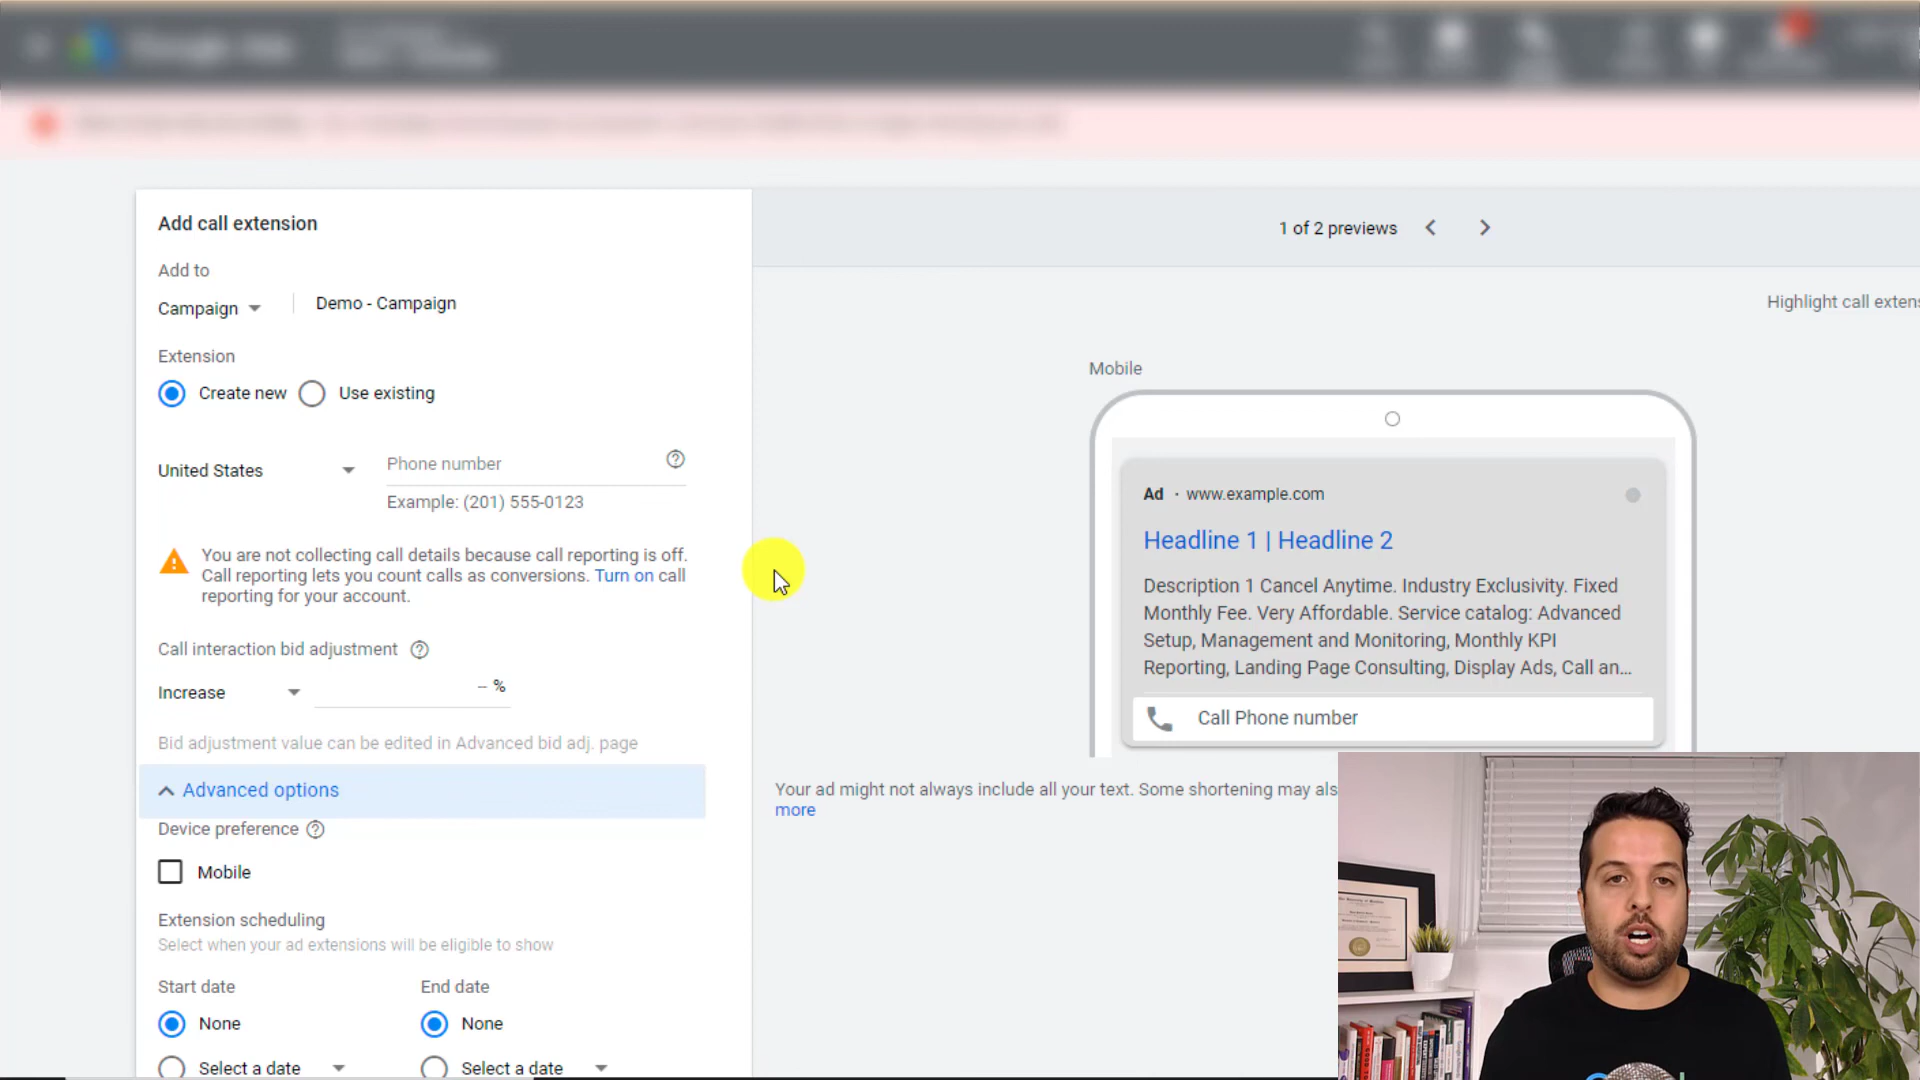 Add call extension
Add to
Campaign
Demo - Campaign
Extension
Create new
Use existing
United States
Phone number
Example: (201) 555-0123
You are not collecting call details because call reporting is off.
Call reporting lets you count calls as conversions. Turn on call
reporting for your account.
Call interaction bid adjustment
Increase
– %
Bid adjustment value can be edited in Advanced bid adj. page
Advanced options
Device preference
Mobile
Extension scheduling
Select when your ad extensions will be eligible to show
Start date
End date
None
None
Select a date
Select a date
1 of 2 previews
Highlight call extens
Mobile
Ad · www.example.com
Headline 1 | Headline 2
Description 1 Cancel Anytime. Industry Exclusivity. Fixed
Monthly Fee. Very Affordable. Service catalog: Advanced
Setup, Management and Monitoring, Monthly KPI
Reporting, Landing Page Consulting, Display Ads, Call an...
Call Phone number
Your ad might not always include all your text. Some shortening may als
more